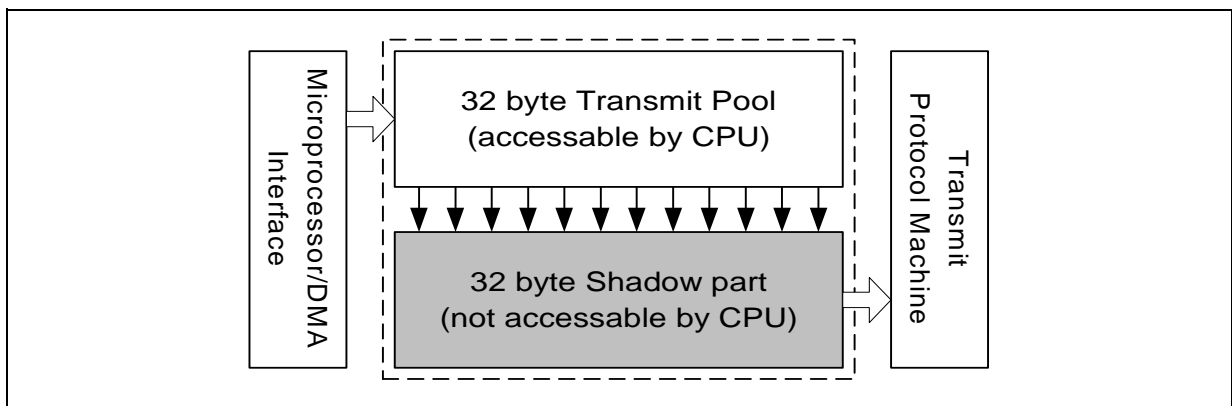 Microprocessor/DMA
Interface
32 byte Transmit Pool
(accessable by CPU)
32 byte Shadow part
(not accessable by CPU)
Transmit
Protocol Machine